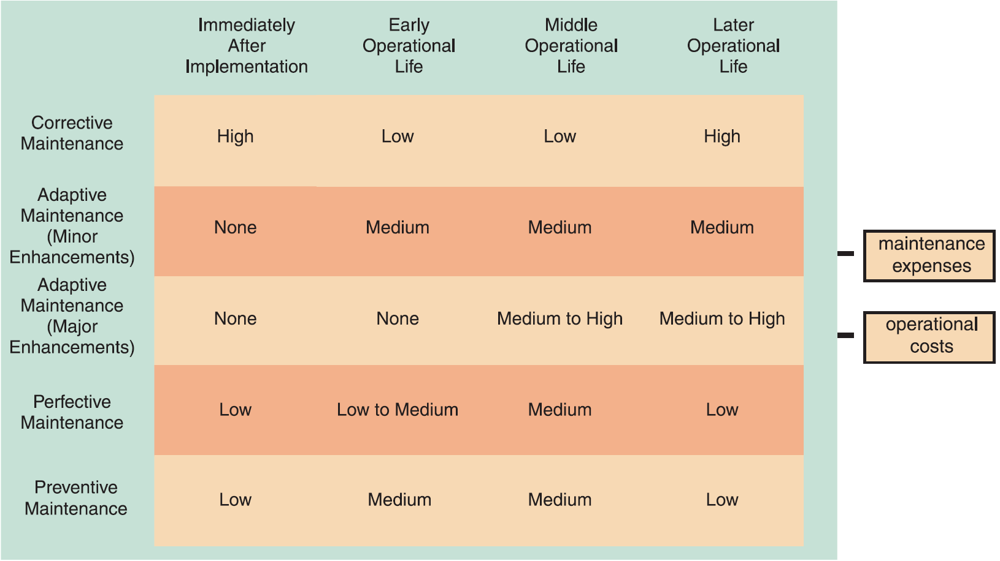 Immediately
After
Implementation
Early
Operational
Life
Middle
Operational
Life
Later
Operational
Life
Corrective
Maintenance
High
Low
Low
High
Adaptive
Maintenance
(Minor
Enhancements)
None
Medium
Medium
Medium
Adaptive
Maintenance
(Major
Enhancements)
None
None
Medium to High
Medium to High
Perfective
Maintenance
Low
Low to Medium
Medium
Low
Preventive
Maintenance
Low
Medium
Medium
Low
maintenance
expenses
operational
costs